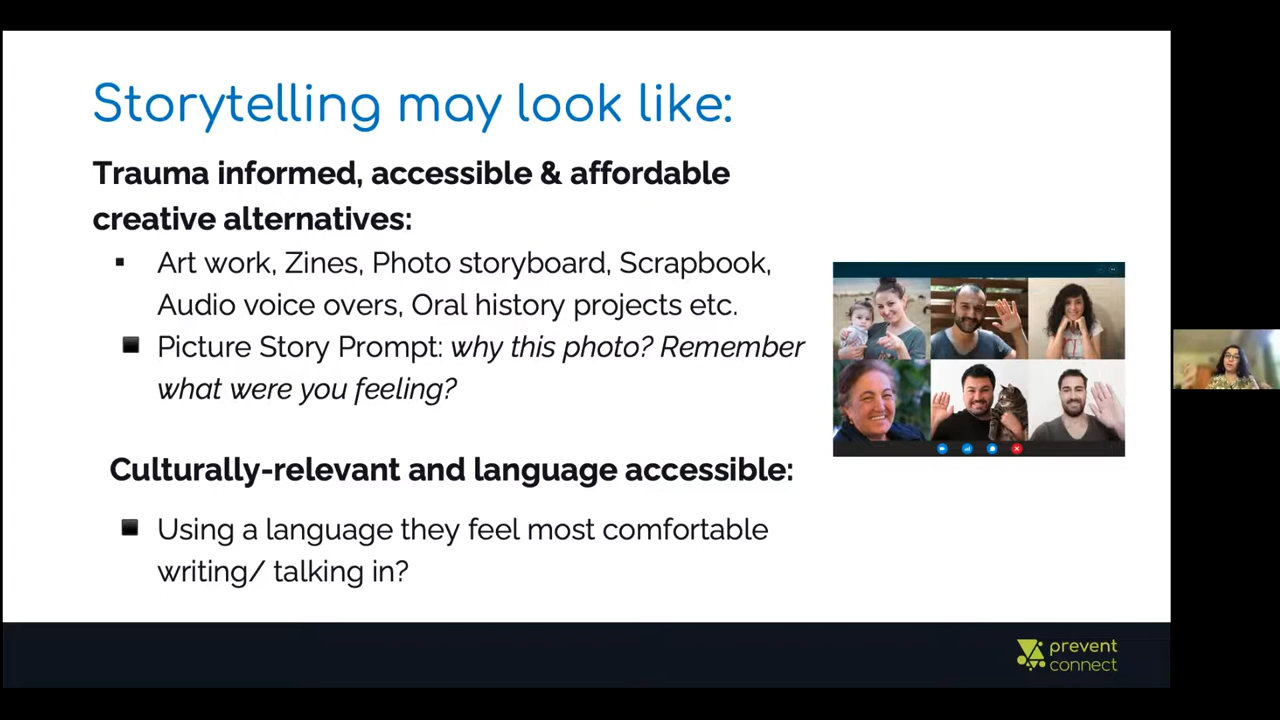 Storytelling may look like:
Trauma informed, accessible & affordable
creative alternatives:
▪ Art work, Zines, Photo storyboard, Scrapbook,
Audio voice overs, Oral history projects etc.
■ Picture Story Prompt: why this photo? Remember
what were you feeling?
Culturally-relevant and language accessible:
■ Using a language they feel most comfortable
writing/ talking in?
prevent
connect